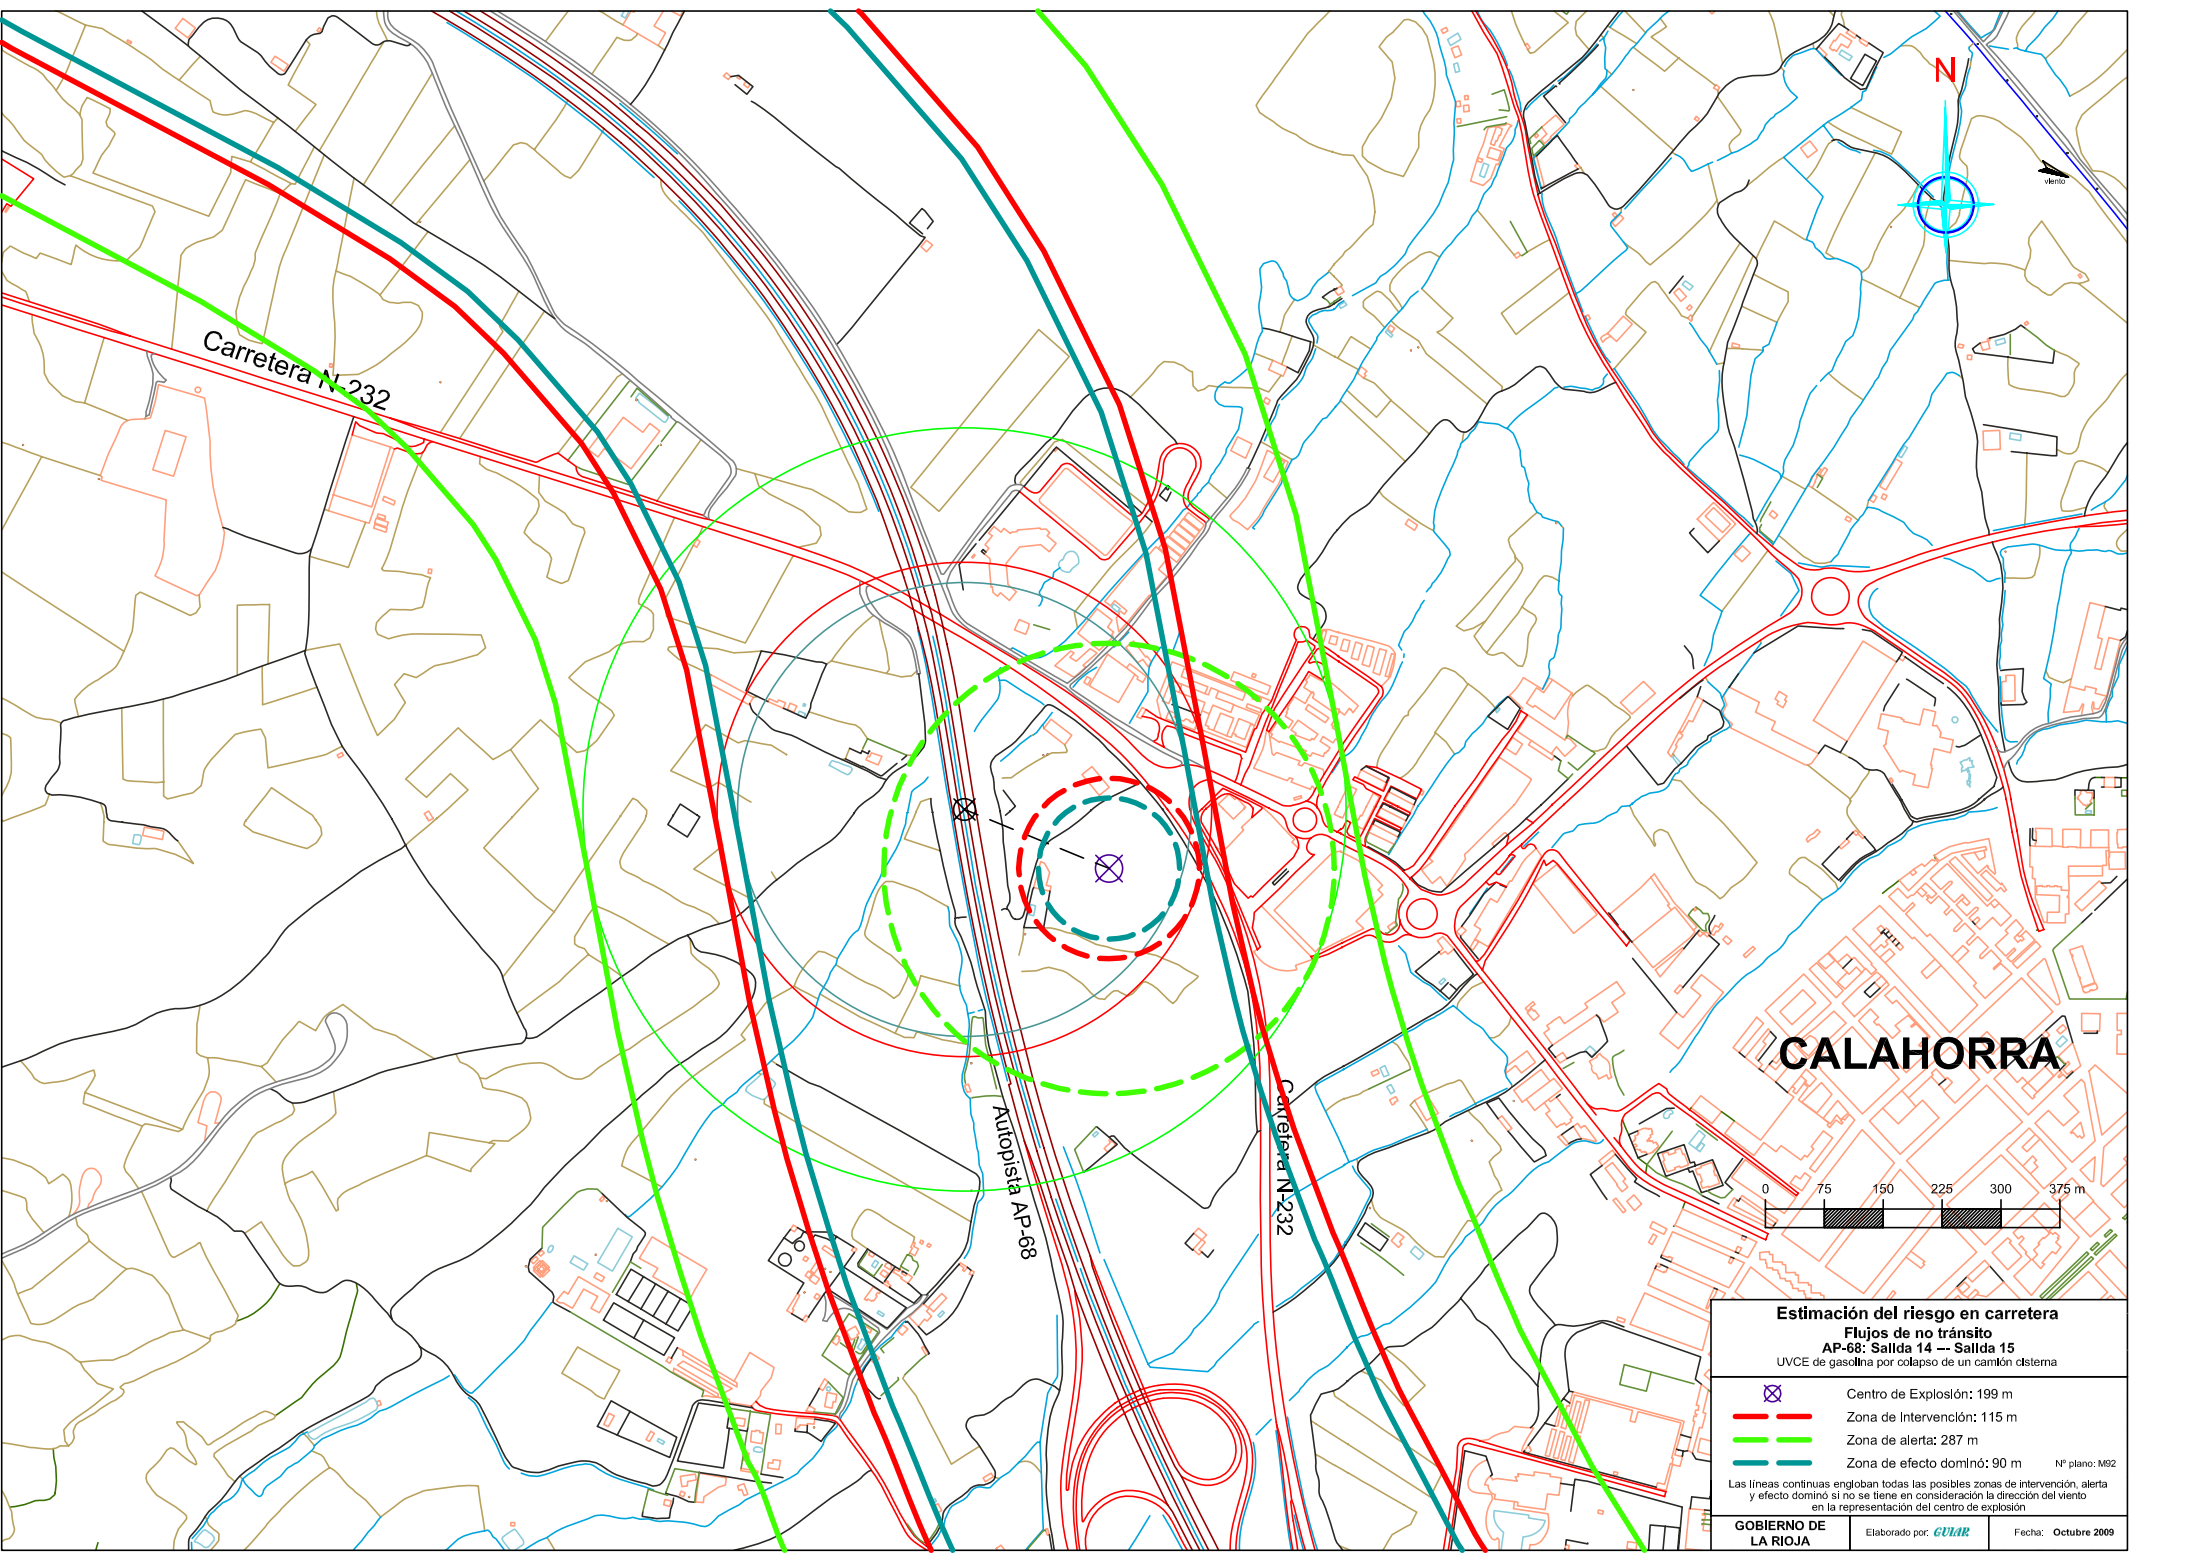 N
viento
Carretera N-232
CALAHORRA
Autopista AP-68
Carretera N-232
0 75 150 225 300 375 m
Estimación del riesgo en carretera
Flujos de no tránsito
AP-68: Salida 14 --- Salida 15
UVCE de gasolina por colapso de un camión cisterna
Centro de Explosión: 199 m
Zona de Intervención: 115 m
Zona de alerta: 287 m
Zona de efecto dominó: 90 m
Nº plano: M92
Las líneas continuas engloban todas las posibles zonas de intervención, alerta
y efecto dominó si no se tiene en consideración la dirección del viento
en la representación del centro de explosión
GOBIERNO DE
LA RIOJA
Elaborado por: GUIAR
Fecha: Octubre 2009